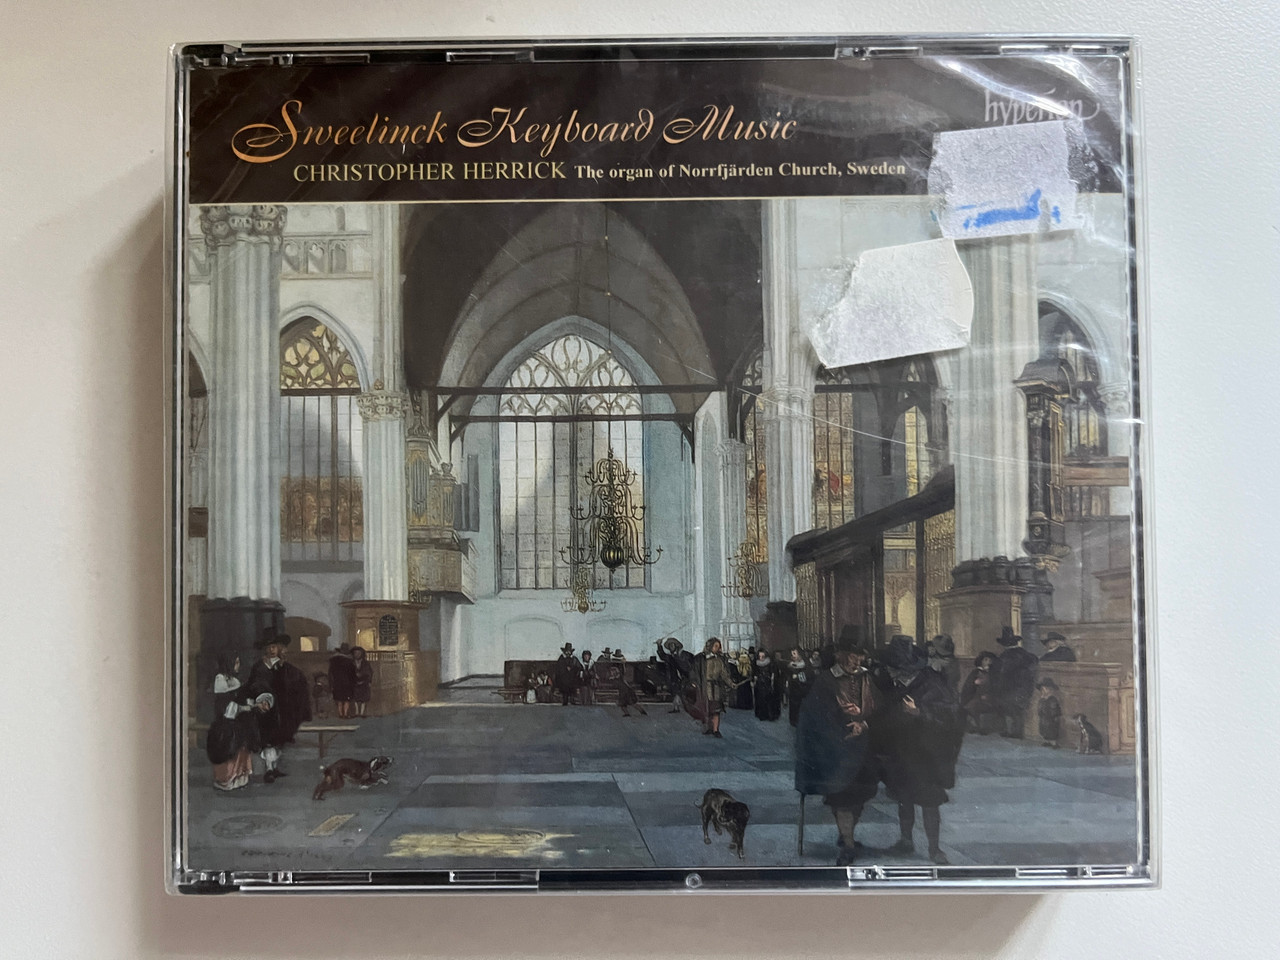 Sweelinck Keyboard Music
hyperion
CHRISTOPHER HERRICK The organ of Norrfjärden Church, Sweden